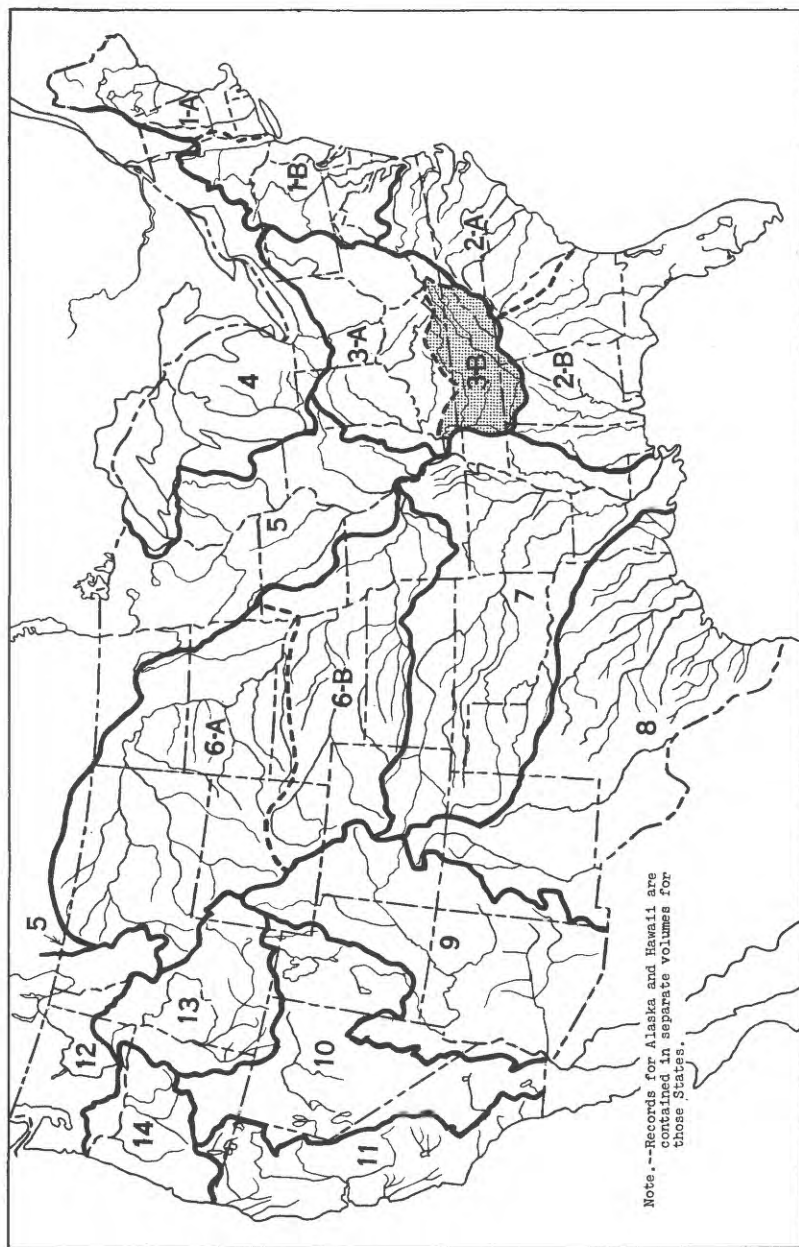 1-A
1-B
2-A
2-B
3-A
3-B
4
5
6-A
6-B
7
8
5
9
10
11
12
13
14
Note.--Records for Alaska and Hawaii are
contained in separate volumes for
those States.